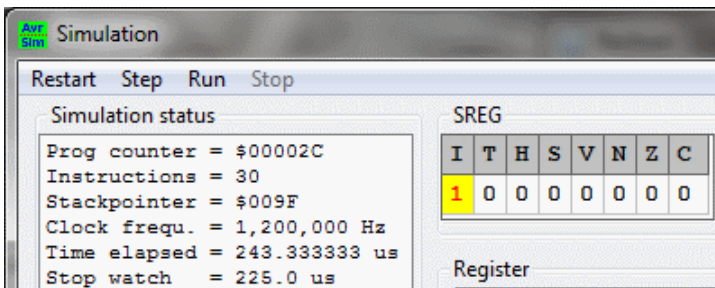 Avr Sim Simulation
Restart Step Run Stop
Simulation status
Prog counter = $00002C
Instructions = 30
Stackpointer = $009F
Clock frequ. = 1,200,000 Hz
Time elapsed = 243.333333 us
Stop watch = 225.0 us
SREG
I T H S V N Z C
1 0 0 0 0 0 0 0
Register